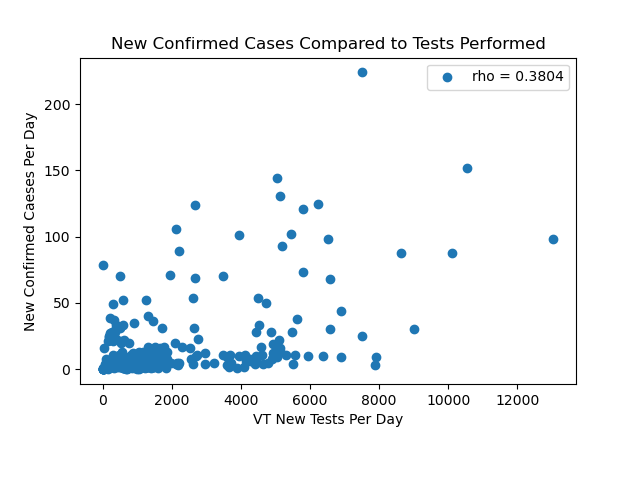 New Confirmed Cases Compared to Tests Performed
rho = 0.3804
New Confirmed Caeses Per Day
200
150
100
50
0
0 2000 4000 6000 8000 10000 12000
VT New Tests Per Day